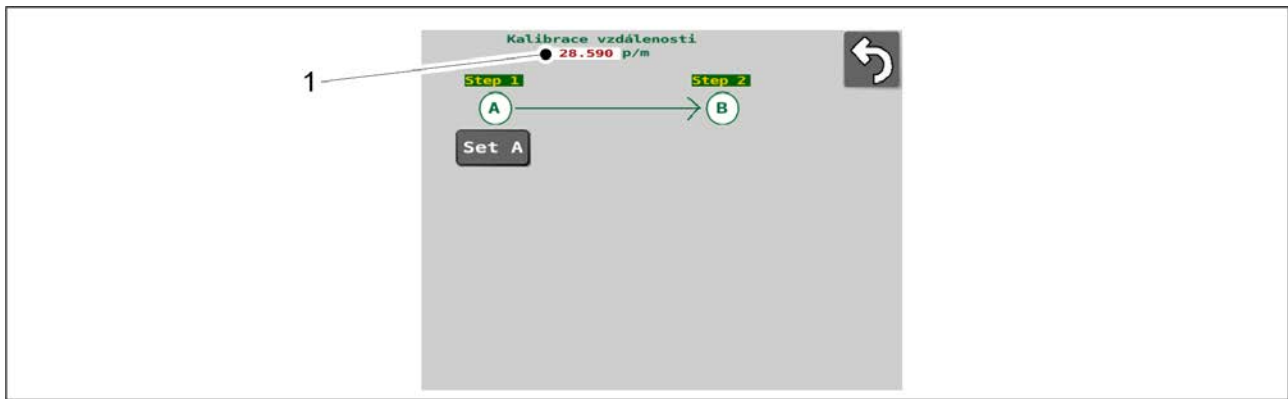 Kalibrace vzdálenosti
28.590 p/m
1
Step 1 Step 2
A B
Set A